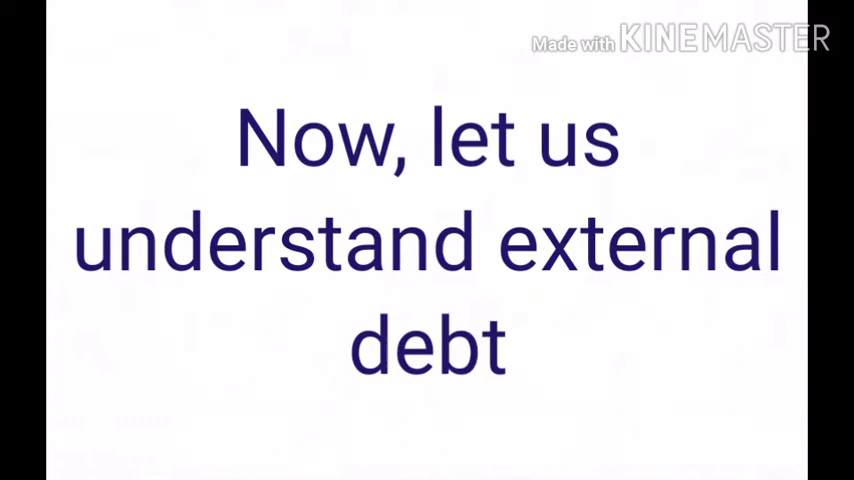 Made with KINEMASTER
Now, let us
understand external
debt